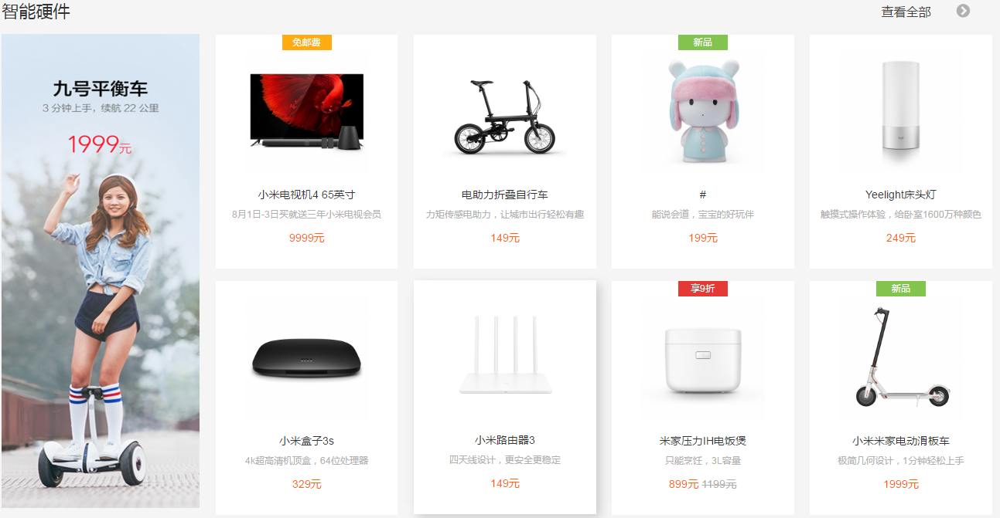 智能硬件
查看全部
九号平衡车
3 分钟上手，续航 22 公里
1999元
免邮费
小米电视机4 65英寸
8月1日-3日买就送三年小米电视会员
9999元
电助力折叠自行车
力矩传感电助力，让城市出行轻松有趣
149元
新品
#
能说会道，宝宝的好玩伴
199元
Yeelight床头灯
触摸式操作体验，给卧室1600万种颜色
249元
小米盒子3s
4k超高清机顶盒，64位处理器
329元
小米路由器3
四天线设计，更安全更稳定
149元
享9折
米家压力IH电饭煲
只能烹饪，3L容量
899元 1199元
新品
小米米家电动滑板车
极简几何设计，1分钟轻松上手
1999元